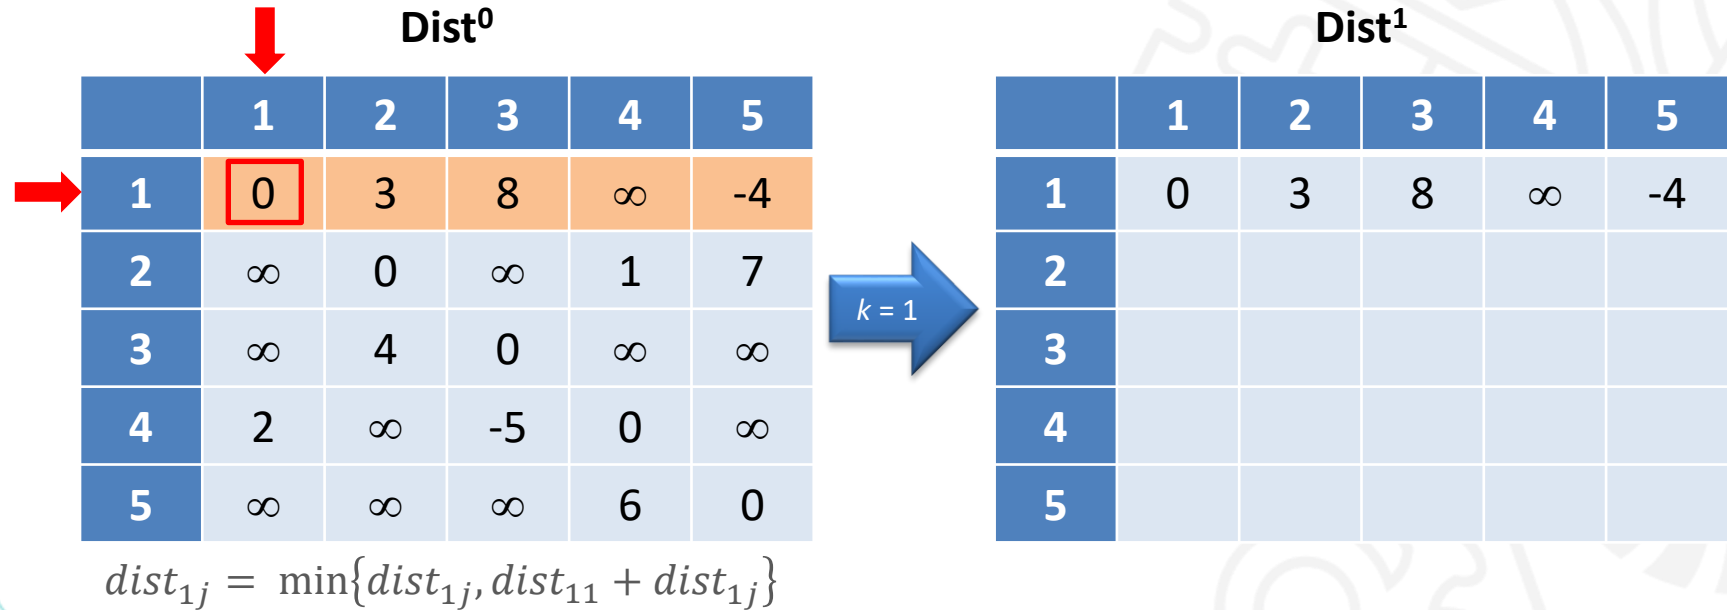 Dist⁰
1 2 3 4 5
1 0 3 8 ∞ -4
2 ∞ 0 ∞ 1 7
3 ∞ 4 0 ∞ ∞
4 2 ∞ -5 0 ∞
5 ∞ ∞ ∞ 6 0
dist₁ⱼ = min{dist₁ⱼ, dist₁₁ + dist₁ⱼ}
k = 1
Dist¹
1 2 3 4 5
1 0 3 8 ∞ -4
2
3
4
5